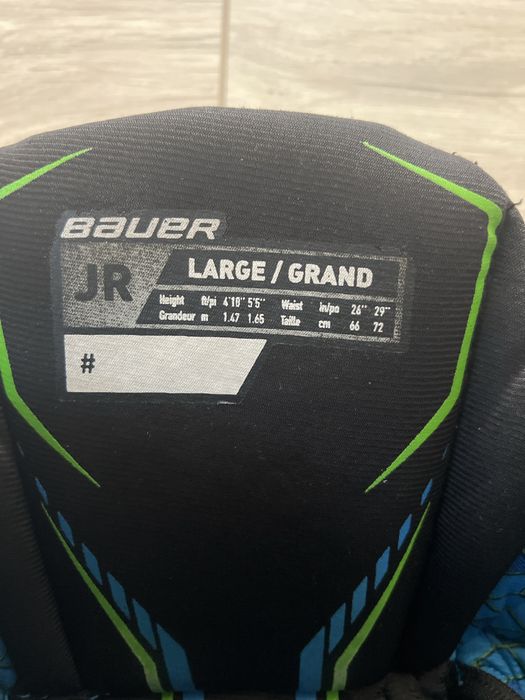 BAUER
JR
LARGE / GRAND
Height ft/pi 4'10" 5'5" Waist in/po 26" 29"
Grandeur m 1.47 1.65 Taille cm 66 72
#